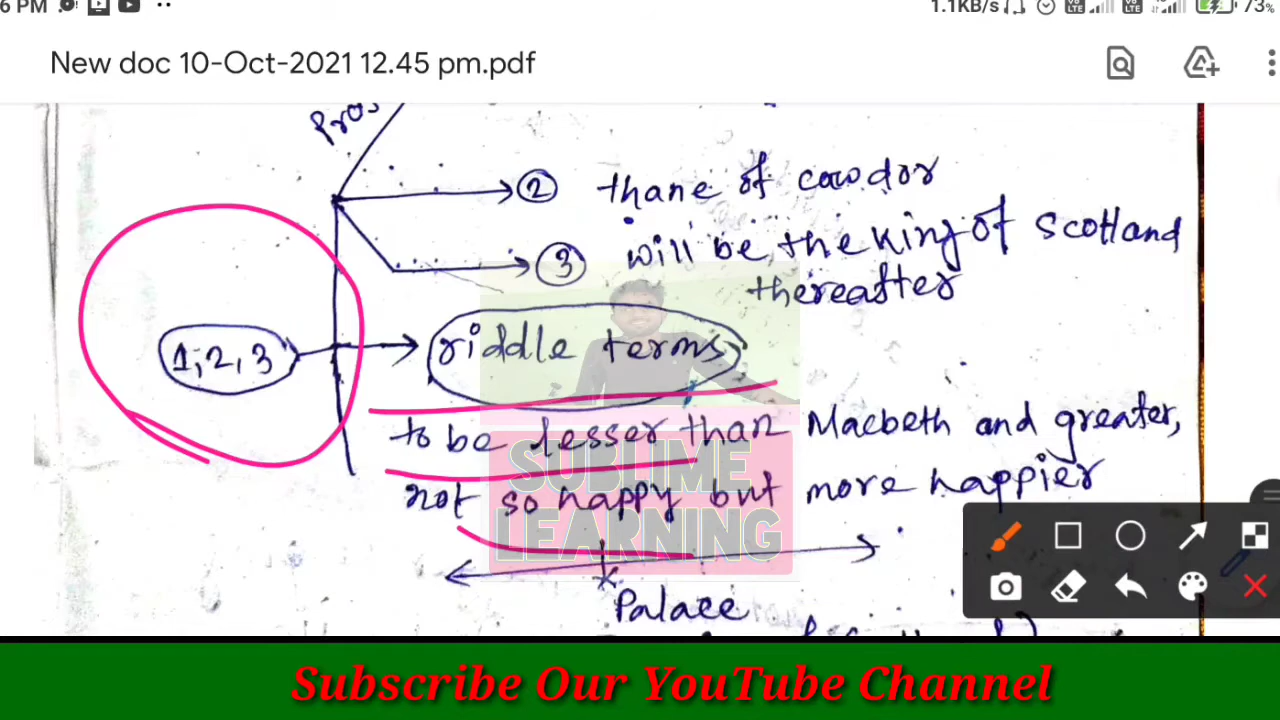 6 PM
1.1KB/s
73%
New doc 10-Oct-2021 12.45 pm.pdf
Pros
② thane of cawdor
③ will be the king of Scotland
thereafter
1, 2, 3
riddle terms
to be lesser than Macbeth and greater,
not so happy but more happier
SUBLIME
LEARNING
Palace
Subscribe Our YouTube Channel